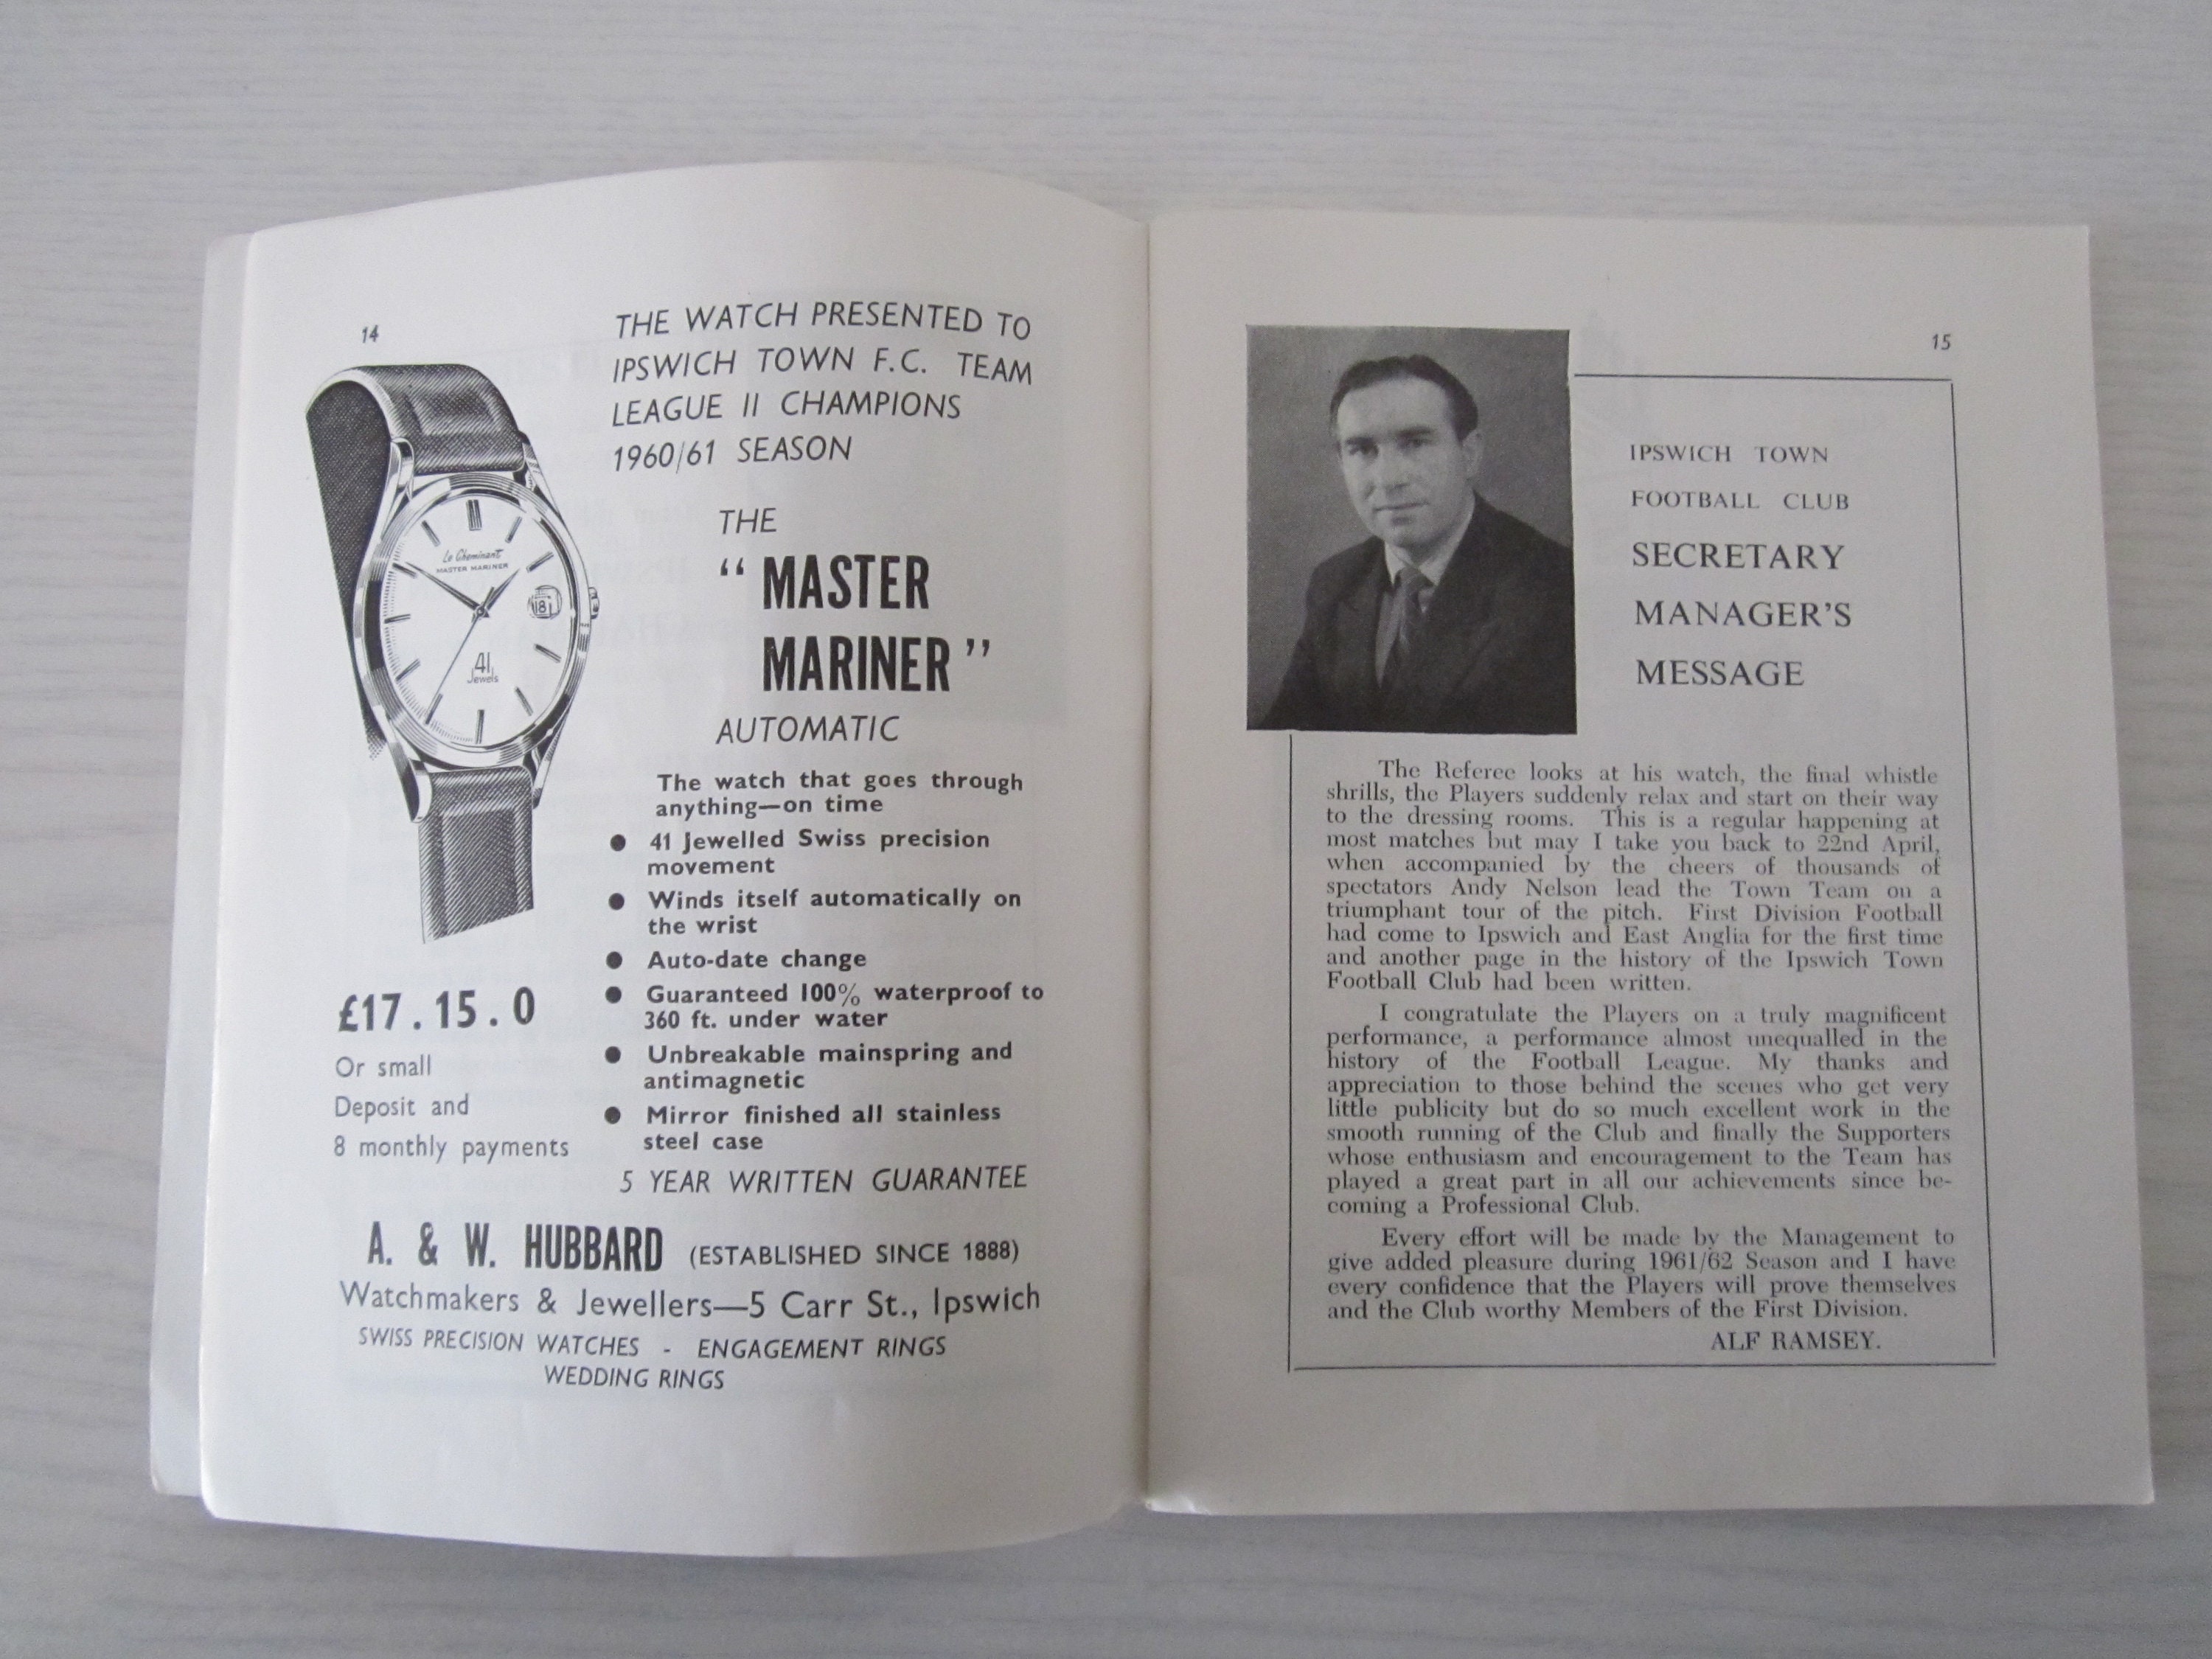 14
THE WATCH PRESENTED TO
IPSWICH TOWN F.C. TEAM
LEAGUE II CHAMPIONS
1960/61 SEASON
Le Cheminant
MASTER MARINER
18
41
Jewels
THE
" MASTER
MARINER "
AUTOMATIC
The watch that goes through
anything—on time
● 41 Jewelled Swiss precision
movement
● Winds itself automatically on
the wrist
● Auto-date change
● Guaranteed 100% waterproof to
360 ft. under water
● Unbreakable mainspring and
antimagnetic
● Mirror finished all stainless
steel case
£17 . 15 . 0
Or small
Deposit and
8 monthly payments
5 YEAR WRITTEN GUARANTEE
A. & W. HUBBARD (ESTABLISHED SINCE 1888)
Watchmakers & Jewellers—5 Carr St., Ipswich
SWISS PRECISION WATCHES - ENGAGEMENT RINGS
WEDDING RINGS
15
IPSWICH TOWN
FOOTBALL CLUB
SECRETARY
MANAGER'S
MESSAGE
The Referee looks at his watch, the final whistle
shrills, the Players suddenly relax and start on their way
to the dressing rooms. This is a regular happening at
most matches but may I take you back to 22nd April,
when accompanied by the cheers of thousands of
spectators Andy Nelson lead the Town Team on a
triumphant tour of the pitch. First Division Football
had come to Ipswich and East Anglia for the first time
and another page in the history of the Ipswich Town
Football Club had been written.
I congratulate the Players on a truly magnificent
performance, a performance almost unequalled in the
history of the Football League. My thanks and
appreciation to those behind the scenes who get very
little publicity but do so much excellent work in the
smooth running of the Club and finally the Supporters
whose enthusiasm and encouragement to the Team has
played a great part in all our achievements since be-
coming a Professional Club.
Every effort will be made by the Management to
give added pleasure during 1961/62 Season and I have
every confidence that the Players will prove themselves
and the Club worthy Members of the First Division.
ALF RAMSEY.